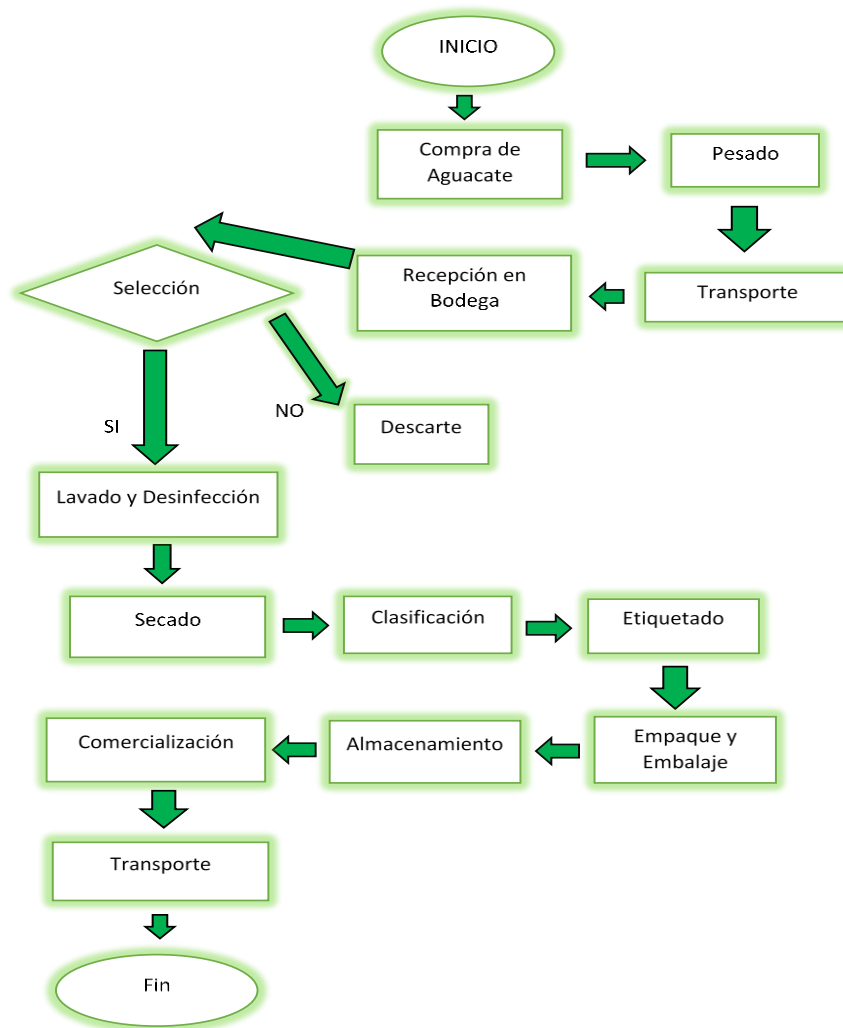 INICIO
Compra de
Aguacate
Pesado
Transporte
Recepción en
Bodega
Selección
NO
SI
Descarte
Lavado y Desinfección
Secado
Clasificación
Etiquetado
Empaque y
Embalaje
Almacenamiento
Comercialización
Transporte
Fin